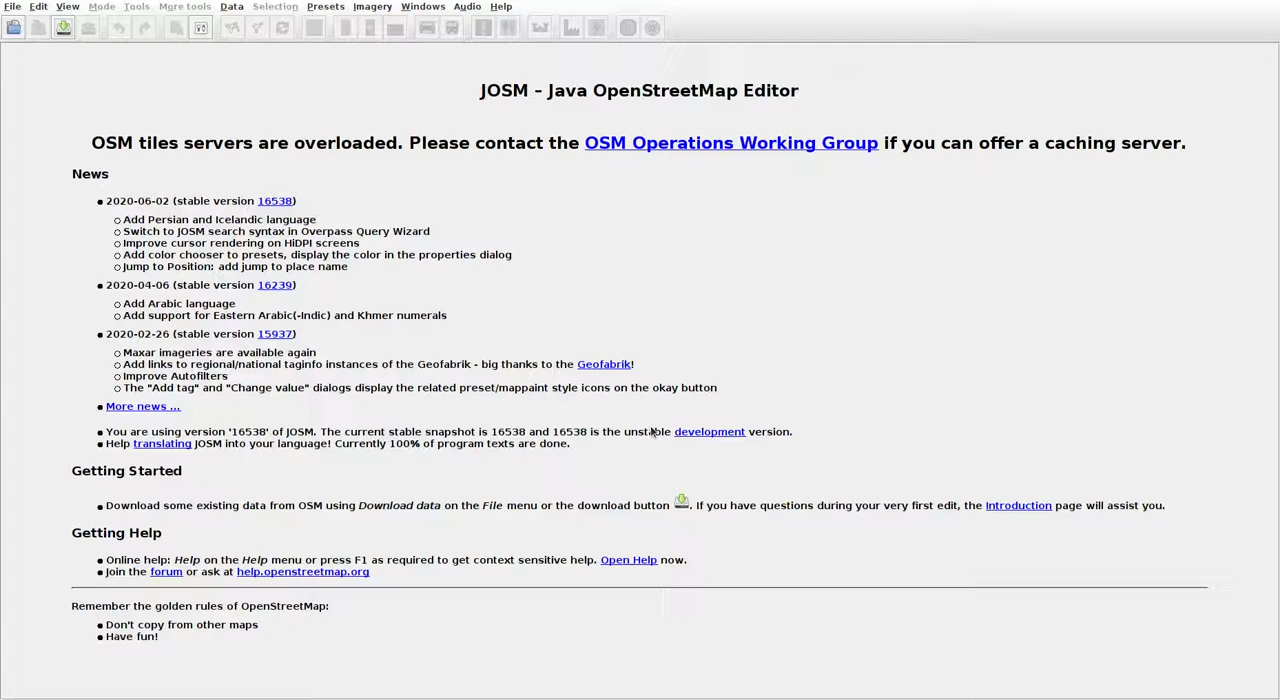 File Edit View Mode Tools More tools Data Selection Presets Imagery Windows Audio Help
JOSM – Java OpenStreetMap Editor
OSM tiles servers are overloaded. Please contact the OSM Operations Working Group if you can offer a caching server.
News
2020-06-02 (stable version 16538)
Add Persian and Icelandic language
Switch to JOSM search syntax in Overpass Query Wizard
Improve cursor rendering on HiDPI screens
Add color chooser to presets, display the color in the properties dialog
Jump to Position: add jump to place name
2020-04-06 (stable version 16239)
Add Arabic language
Add support for Eastern Arabic(-Indic) and Khmer numerals
2020-02-26 (stable version 15937)
Maxar imageries are available again
Add links to regional/national taginfo instances of the Geofabrik - big thanks to the Geofabrik!
Improve Autofilters
The "Add tag" and "Change value" dialogs display the related preset/mappaint style icons on the okay button
More news ...
You are using version '16538' of JOSM. The current stable snapshot is 16538 and 16538 is the unstable development version.
Help translating JOSM into your language! Currently 100% of program texts are done.
Getting Started
Download some existing data from OSM using Download data on the File menu or the download button . If you have questions during your very first edit, the Introduction page will assist you.
Getting Help
Online help: Help on the Help menu or press F1 as required to get context sensitive help. Open Help now.
Join the forum or ask at help.openstreetmap.org
Remember the golden rules of OpenStreetMap:
Don't copy from other maps
Have fun!